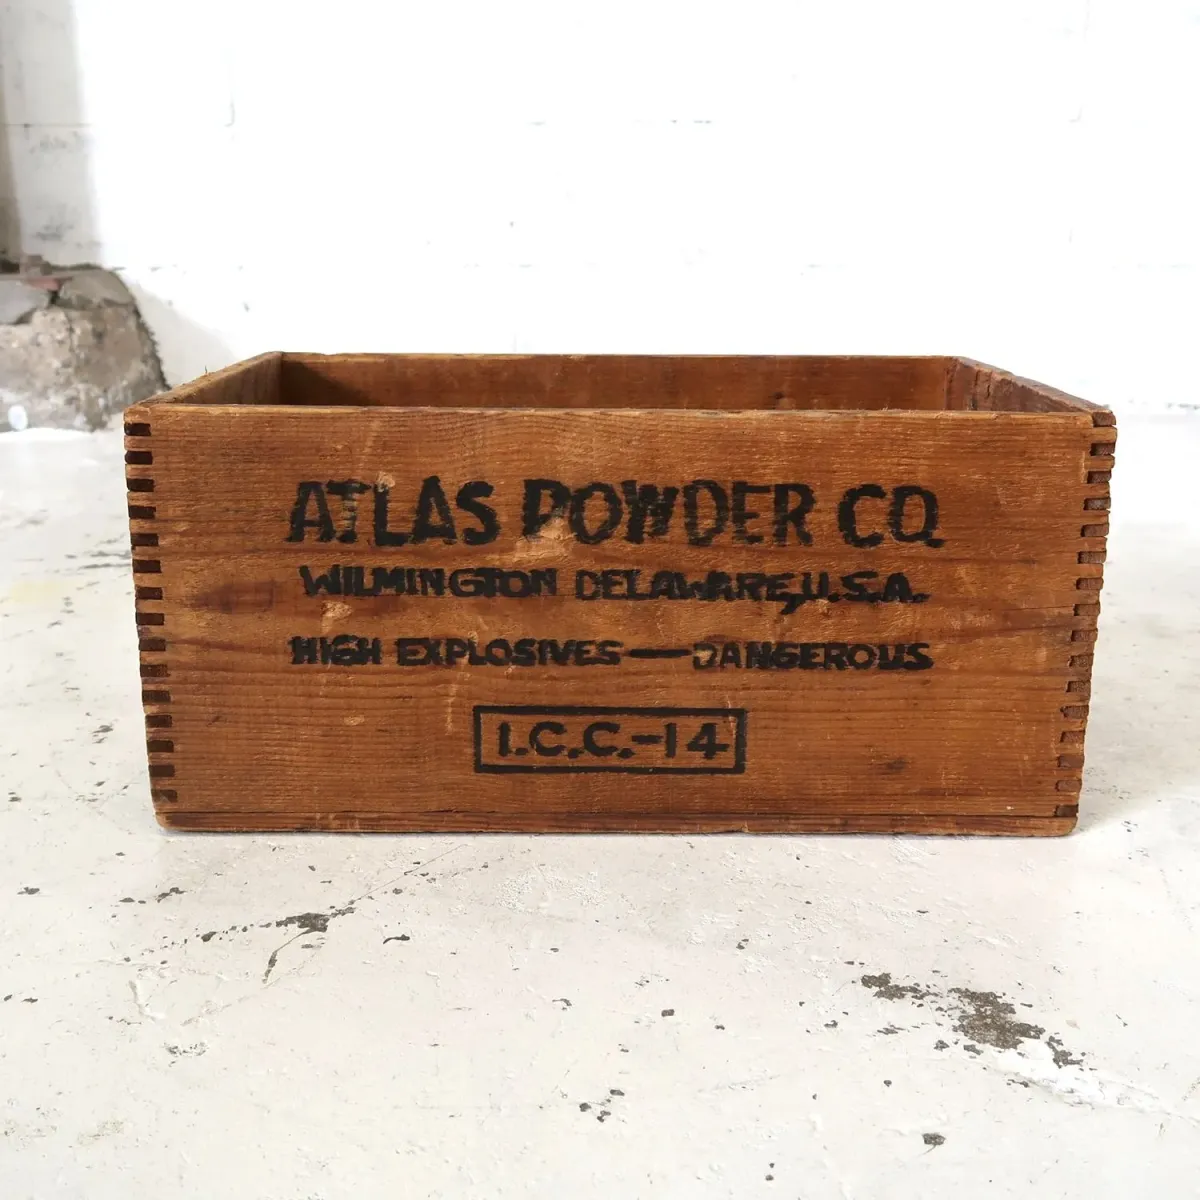 ATLAS POWDER CO.
WILMINGTON DELAWARE, U.S.A.
HIGH EXPLOSIVES—DANGEROUS
I.C.C.-14